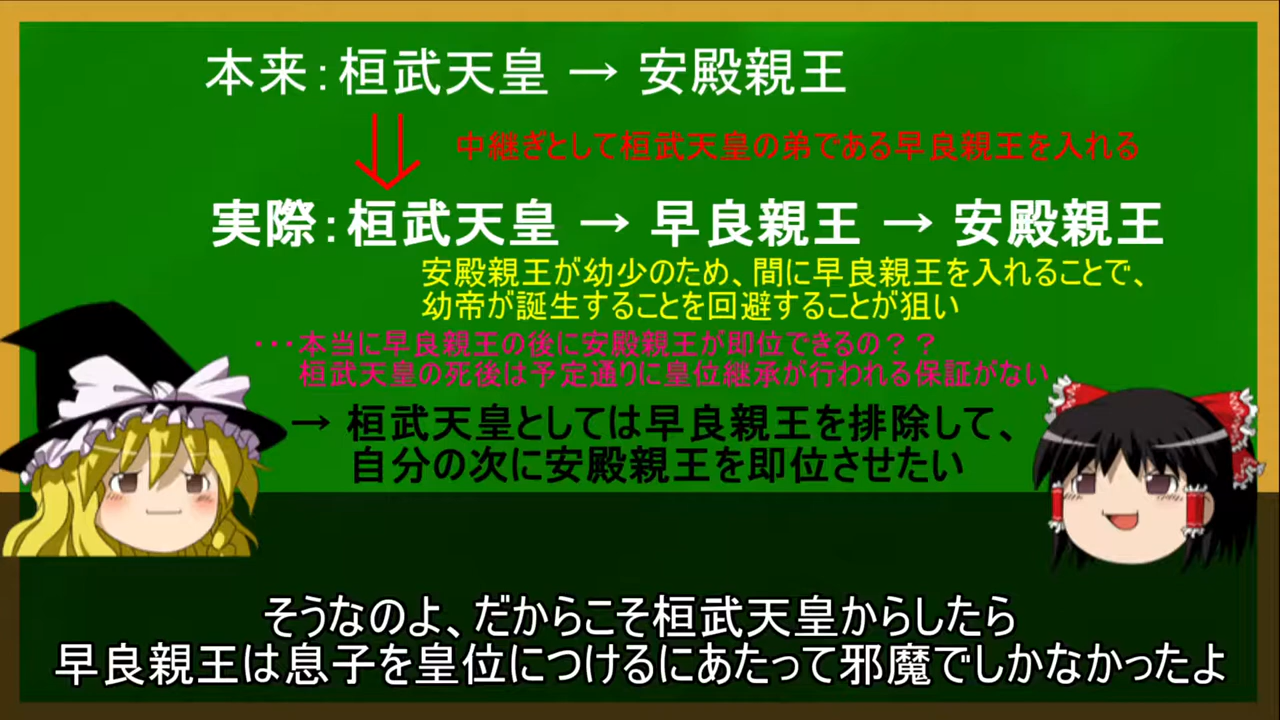 本来：桓武天皇 → 安殿親王
中継ぎとして桓武天皇の弟である早良親王を入れる
実際：桓武天皇 → 早良親王 → 安殿親王
安殿親王が幼少のため、間に早良親王を入れることで、
幼帝が誕生することを回避することが狙い
・・・本当に早良親王の後に安殿親王が即位できるの？？
桓武天皇の死後は予定通りに皇位継承が行われる保証がない
→ 桓武天皇としては早良親王を排除して、
自分の次に安殿親王を即位させたい
そうなのよ、だからこそ桓武天皇からしたら
早良親王は息子を皇位につけるにあたって邪魔でしかなかったよ